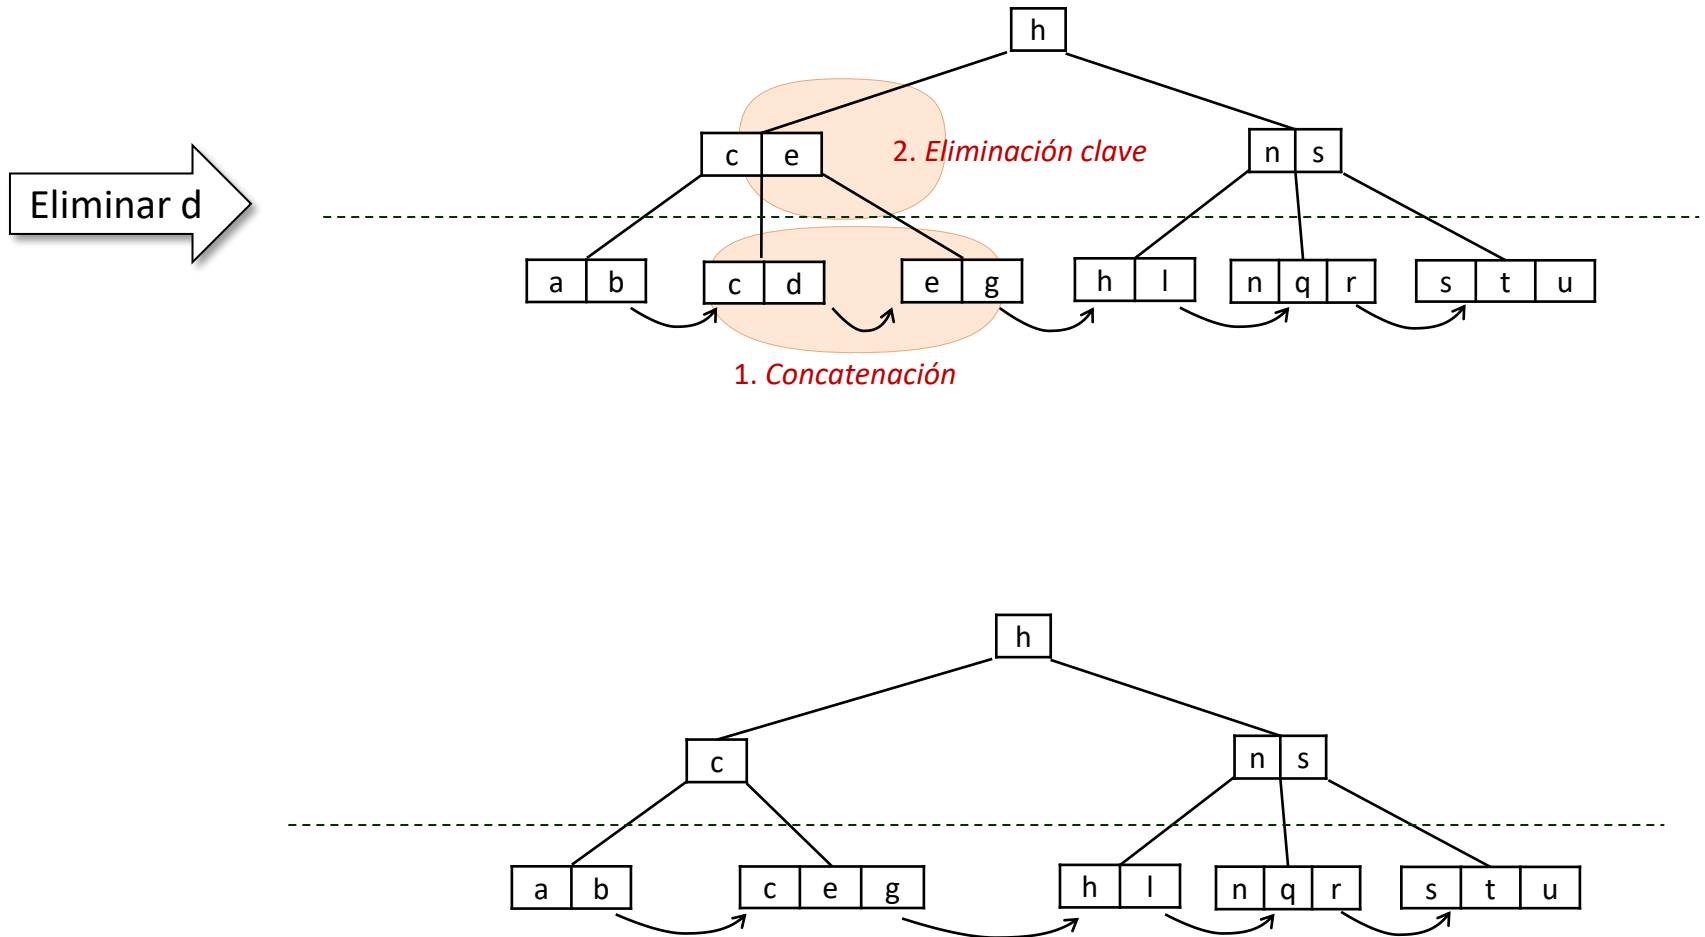 h
c e
2. Eliminación clave
n s
Eliminar d
a b
c d
e g
h l
n q r
s t u
1. Concatenación
h
c
n s
a b
c e g
h l
n q r
s t u